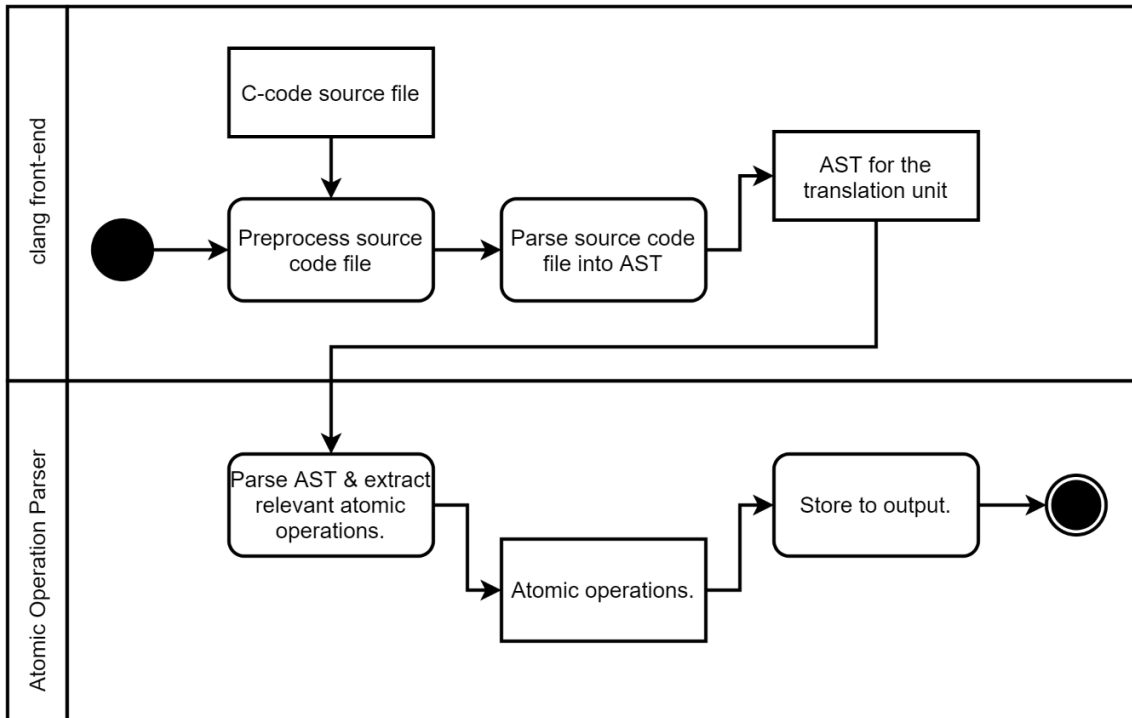 clang front-end
C-code source file
Preprocess source
code file
Parse source code
file into AST
AST for the
translation unit
Atomic Operation Parser
Parse AST & extract
relevant atomic
operations.
Atomic operations.
Store to output.